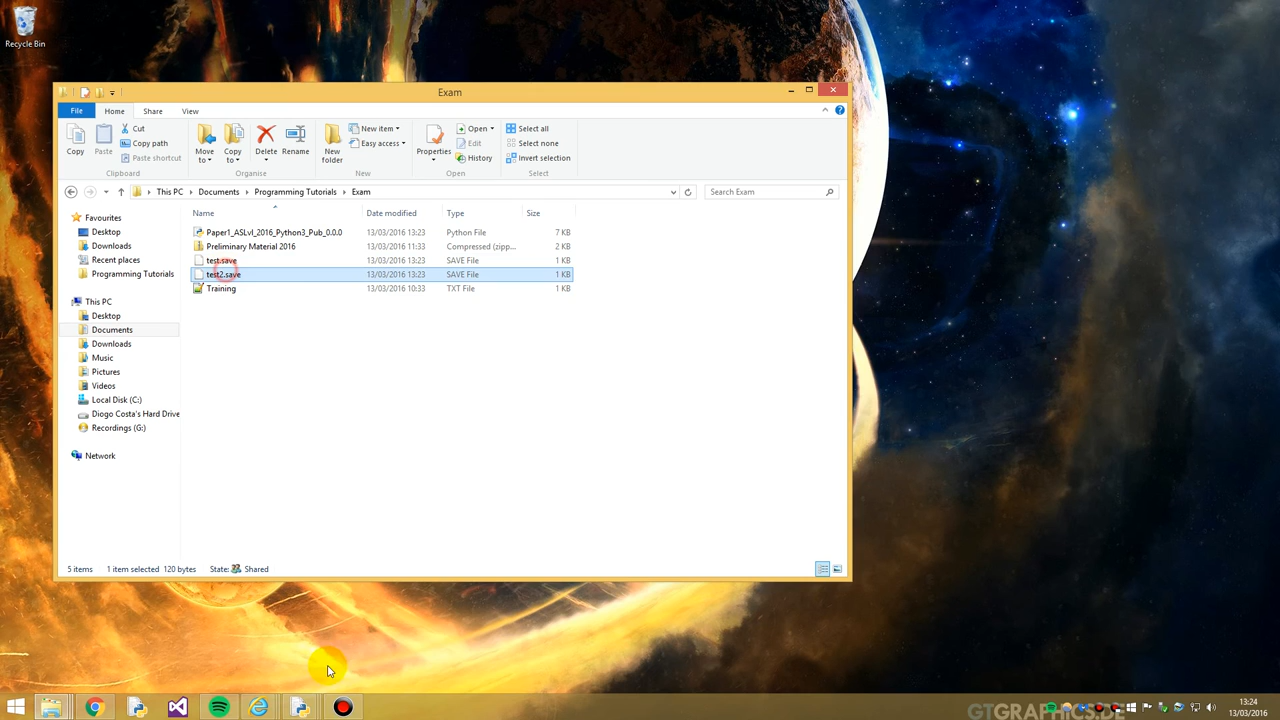 Recycle Bin
Exam
File Home Share View
Copy
Paste
Cut
Copy path
Paste shortcut
Clipboard
Move to
Copy to
Delete
Rename
Organise
New folder
New item
Easy access
New
Properties
Open
Edit
History
Open
Select all
Select none
Invert selection
Select
This PC Documents Programming Tutorials Exam
Search Exam
Name Date modified Type Size
Paper1_ASLvl_2016_Python3_Pub_0.0.0 13/03/2016 13:23 Python File 7 KB
Preliminary Material 2016 13/03/2016 11:33 Compressed (zipp... 2 KB
test.save 13/03/2016 13:23 SAVE File 1 KB
test2.save 13/03/2016 13:23 SAVE File 1 KB
Training 13/03/2016 10:33 TXT File 1 KB
Favourites
Desktop
Downloads
Recent places
Programming Tutorials
This PC
Desktop
Documents
Downloads
Music
Pictures
Videos
Local Disk (C:)
Diogo Costa's Hard Drive
Recordings (G:)
Network
5 items 1 item selected 120 bytes State: Shared
GTGRAPHICS.DE
13:24
13/03/2016